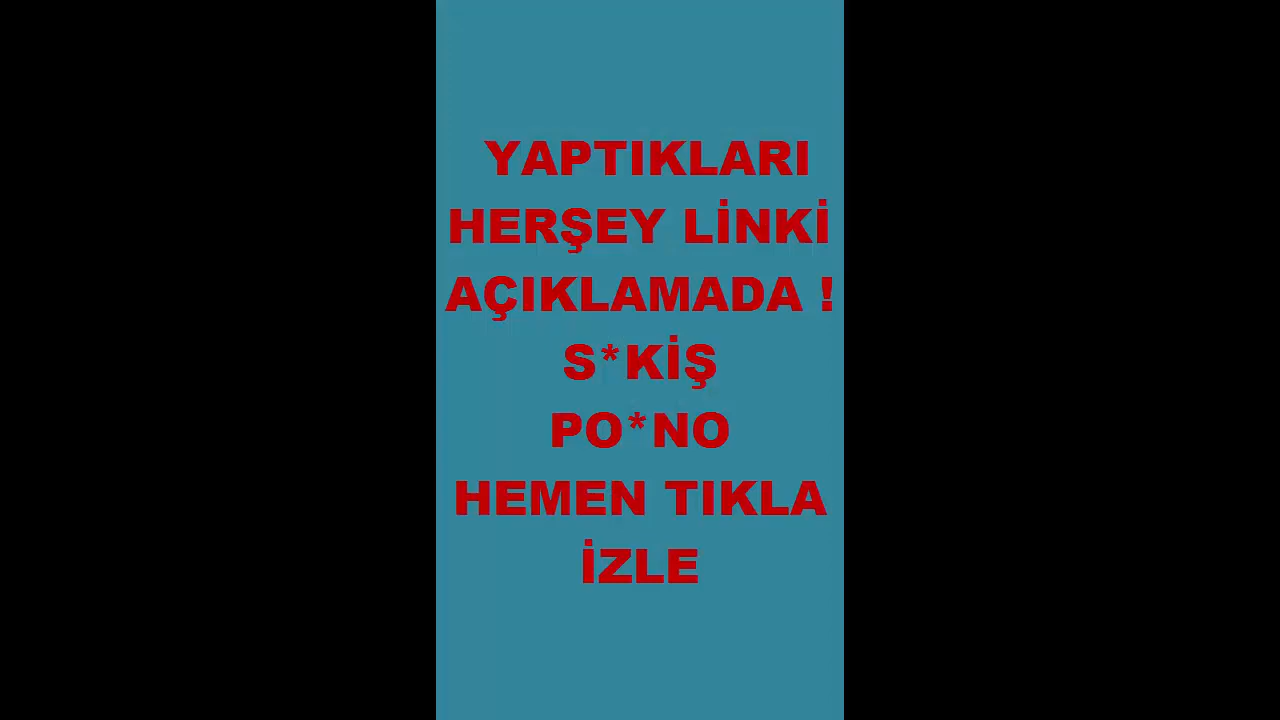 YAPTIKLARI
HERŞEY LİNKİ
AÇIKLAMADA !
S*KİŞ
PO*NO
HEMEN TIKLA
İZLE